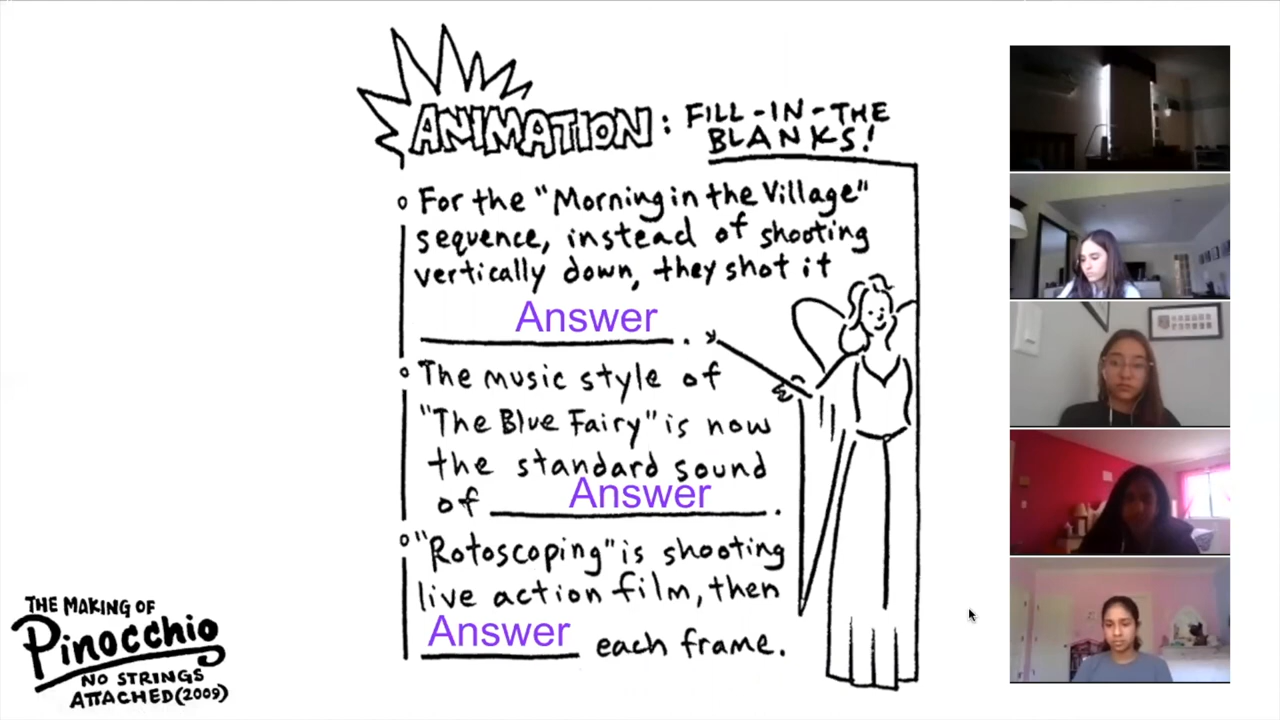 ANIMATION: FILL-IN-THE
BLANKS!
For the "Morning in the Village"
sequence, instead of shooting
vertically down, they shot it
Answer.
The music style of
"The Blue Fairy" is now
the standard sound
of Answer.
"Rotoscoping" is shooting
live action film, then
Answer each frame.
THE MAKING OF
Pinocchio
NO STRINGS
ATTACHED (2009)